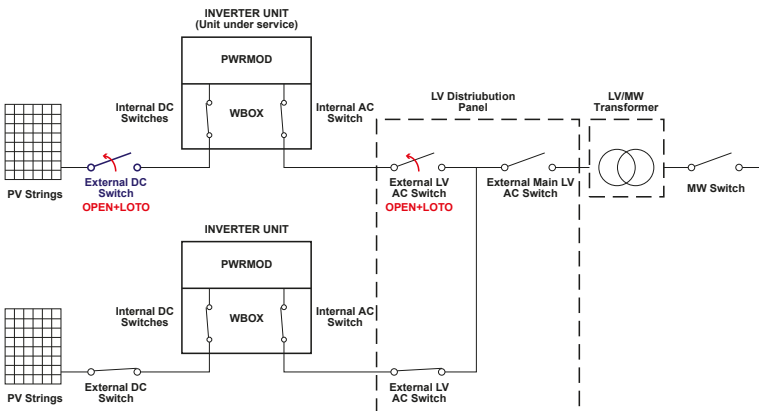 INVERTER UNIT
(Unit under service)
PWRMOD
Internal DC
Switches
WBOX
Internal AC
Switch
LV Distriubution
Panel
LV/MW
Transformer
PV Strings
External DC
Switch
OPEN+LOTO
External LV
AC Switch
OPEN+LOTO
External Main LV
AC Switch
MW Switch
INVERTER UNIT
PWRMOD
Internal DC
Switches
WBOX
Internal AC
Switch
PV Strings
External DC
Switch
External LV
AC Switch